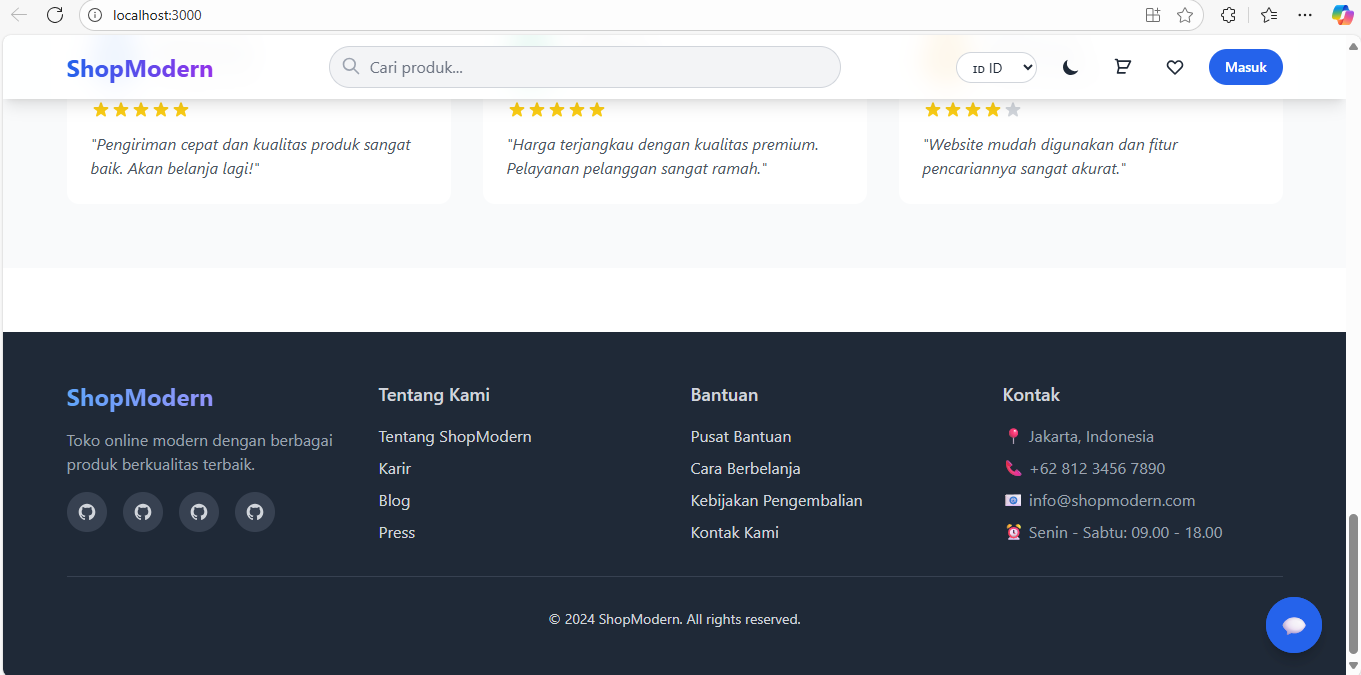 localhost:3000
ShopModern
Cari produk...
ID ID
Masuk
"Pengiriman cepat dan kualitas produk sangat
baik. Akan belanja lagi!"
"Harga terjangkau dengan kualitas premium.
Pelayanan pelanggan sangat ramah."
"Website mudah digunakan dan fitur
pencariannya sangat akurat."
ShopModern
Toko online modern dengan berbagai
produk berkualitas terbaik.
Tentang Kami
Tentang ShopModern
Karir
Blog
Press
Bantuan
Pusat Bantuan
Cara Berbelanja
Kebijakan Pengembalian
Kontak Kami
Kontak
📍 Jakarta, Indonesia
📞 +62 812 3456 7890
📧 info@shopmodern.com
⏰ Senin - Sabtu: 09.00 - 18.00
© 2024 ShopModern. All rights reserved.